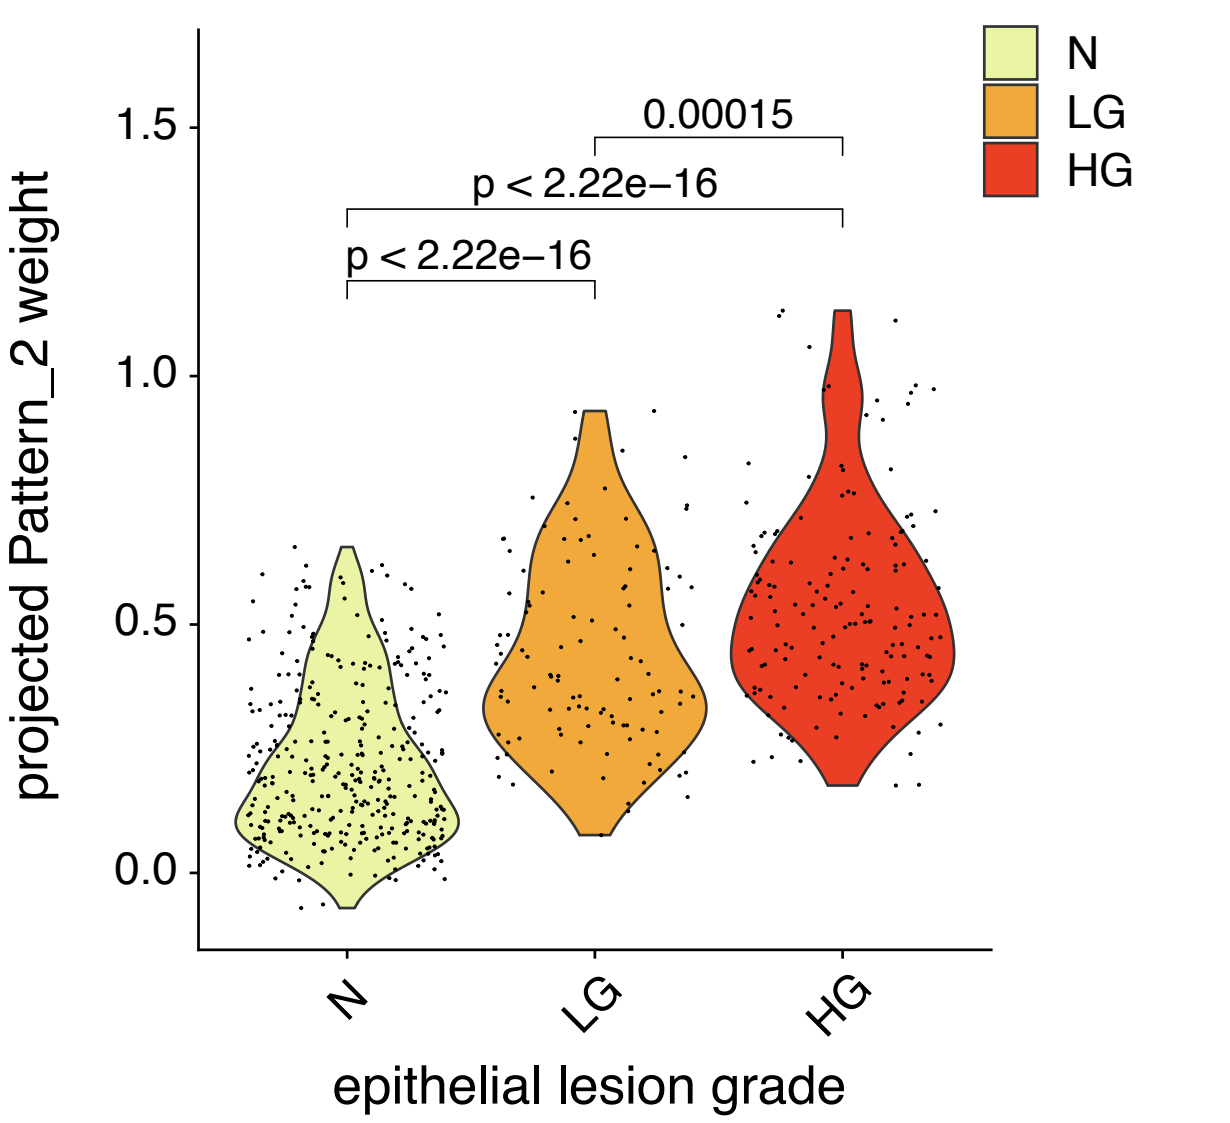 N
LG
HG
projected Pattern_2 weight
1.5
1.0
0.5
0.0
0.00015
p < 2.22e−16
p < 2.22e−16
N
LG
HG
epithelial lesion grade